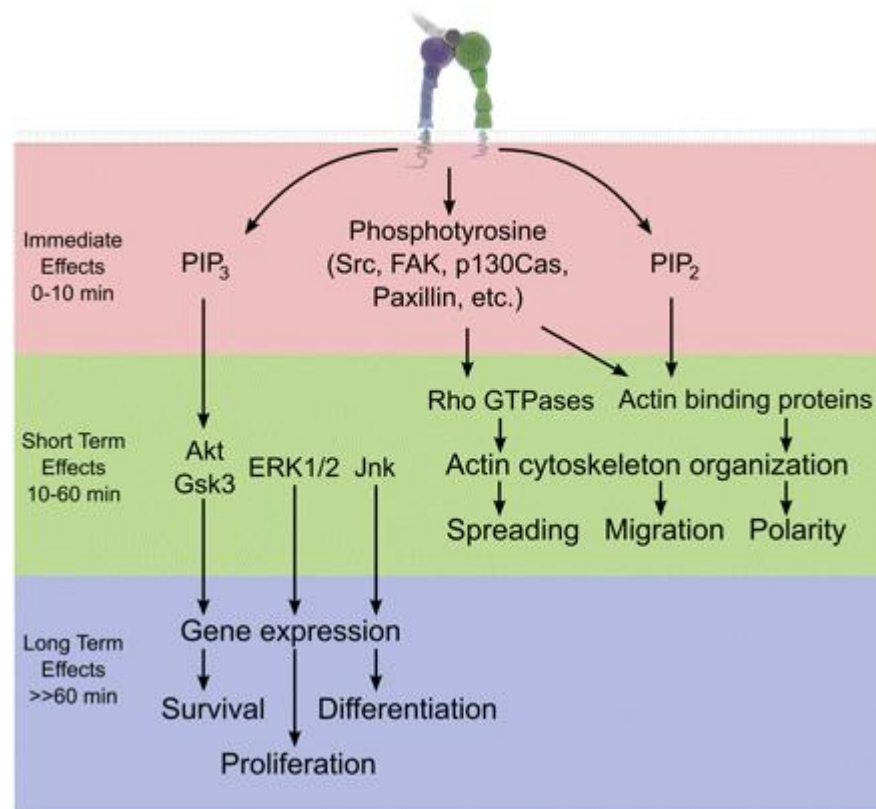 Immediate
Effects
0-10 min
PIP3
Phosphotyrosine
(Src, FAK, p130Cas,
Paxillin, etc.)
PIP2
Short Term
Effects
10-60 min
Akt
Gsk3
ERK1/2
Jnk
Rho GTPases
Actin binding proteins
Actin cytoskeleton organization
Spreading
Migration
Polarity
Long Term
Effects
>>60 min
Gene expression
Survival
Differentiation
Proliferation